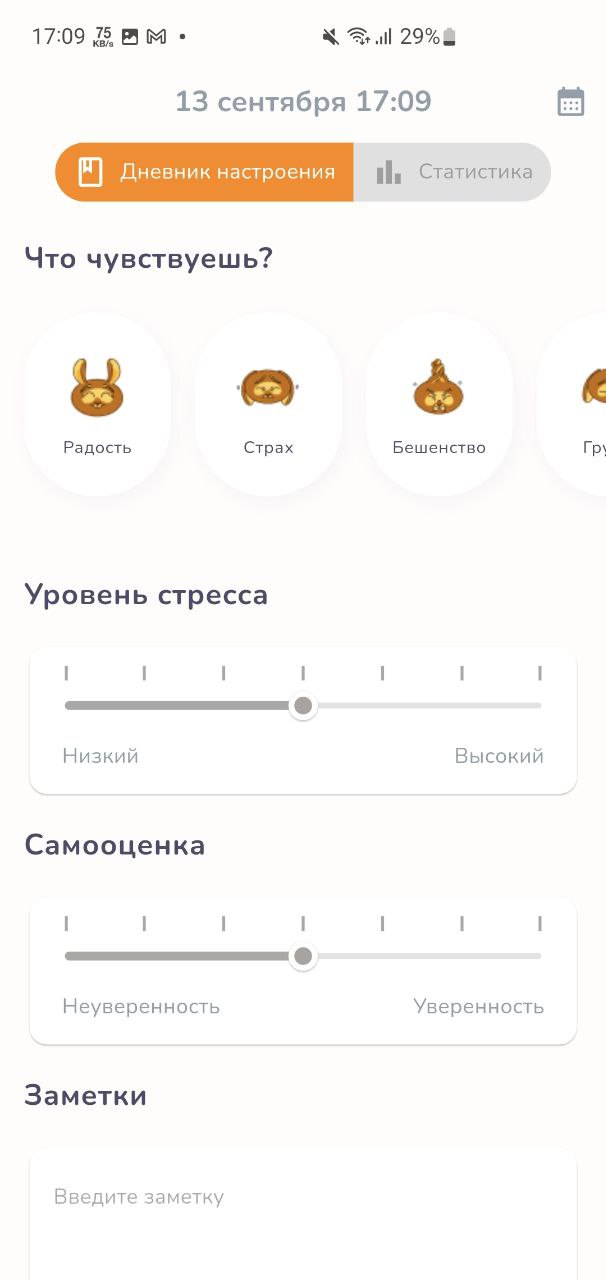 17:09 75 KB/s 29%
13 сентября 17:09
Дневник настроения Статистика
Что чувствуешь?
Радость Страх Бешенство Гру
Уровень стресса
Низкий Высокий
Самооценка
Неуверенность Уверенность
Заметки
Введите заметку